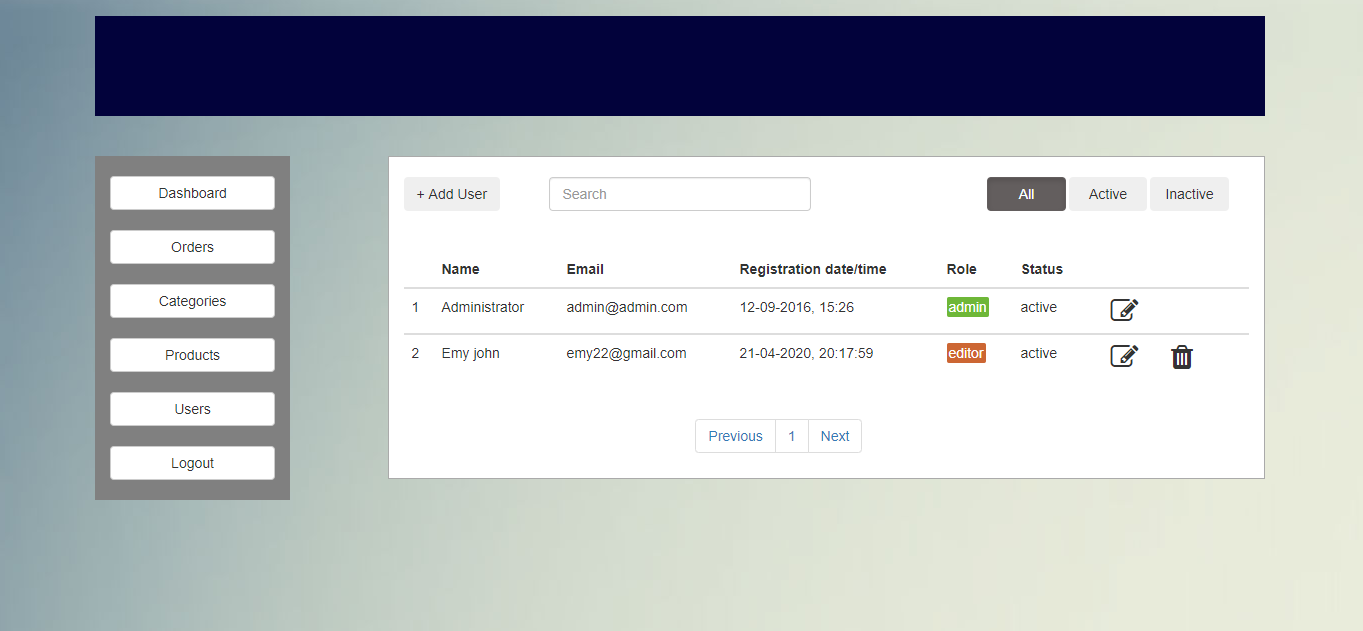 Dashboard
Orders
Categories
Products
Users
Logout
+ Add User Search All Active Inactive
Name Email Registration date/time Role Status
1 Administrator admin@admin.com 12-09-2016, 15:26 admin active
2 Emy john emy22@gmail.com 21-04-2020, 20:17:59 editor active
Previous 1 Next